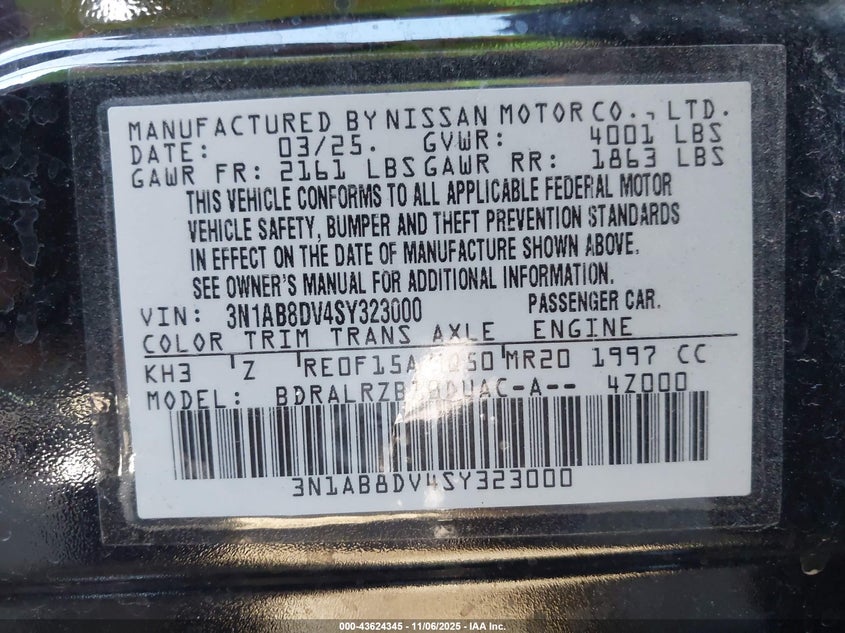 MANUFACTURED BY NISSAN MOTOR CO., LTD.
DATE: 03/25. GVWR: 4001 LBS
GAWR FR: 2161 LBS GAWR RR: 1863 LBS
THIS VEHICLE CONFORMS TO ALL APPLICABLE FEDERAL MOTOR
VEHICLE SAFETY, BUMPER AND THEFT PREVENTION STANDARDS
IN EFFECT ON THE DATE OF MANUFACTURE SHOWN ABOVE.
SEE OWNER'S MANUAL FOR ADDITIONAL INFORMATION.
VIN: 3N1AB8DV4SY323000 PASSENGER CAR.
COLOR TRIM TRANS AXLE ENGINE
KH3 Z RE0F15A MR20 1997 CC
MODEL: 4Z000
3N1AB8DV4SY323000
000-43624345 | 11/06/2025 | IAA Inc.